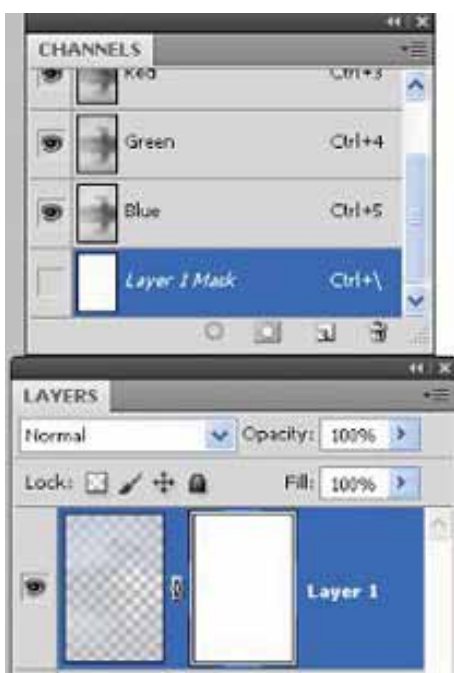 CHANNELS
Red Ctrl+3
Green Ctrl+4
Blue Ctrl+5
Layer 1 Mask Ctrl+\
LAYERS
Normal Opacity: 100%
Lock: Fill: 100%
Layer 1